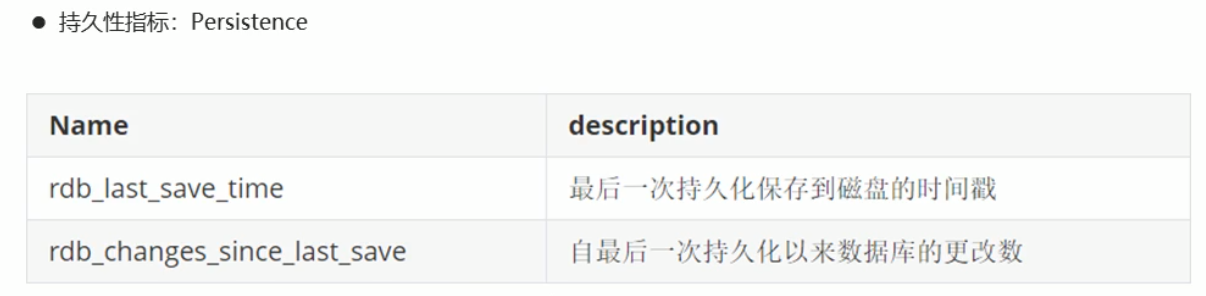 ● 持久性指标：Persistence
Name description
rdb_last_save_time 最后一次持久化保存到磁盘的时间戳
rdb_changes_since_last_save 自最后一次持久化以来数据库的更改数